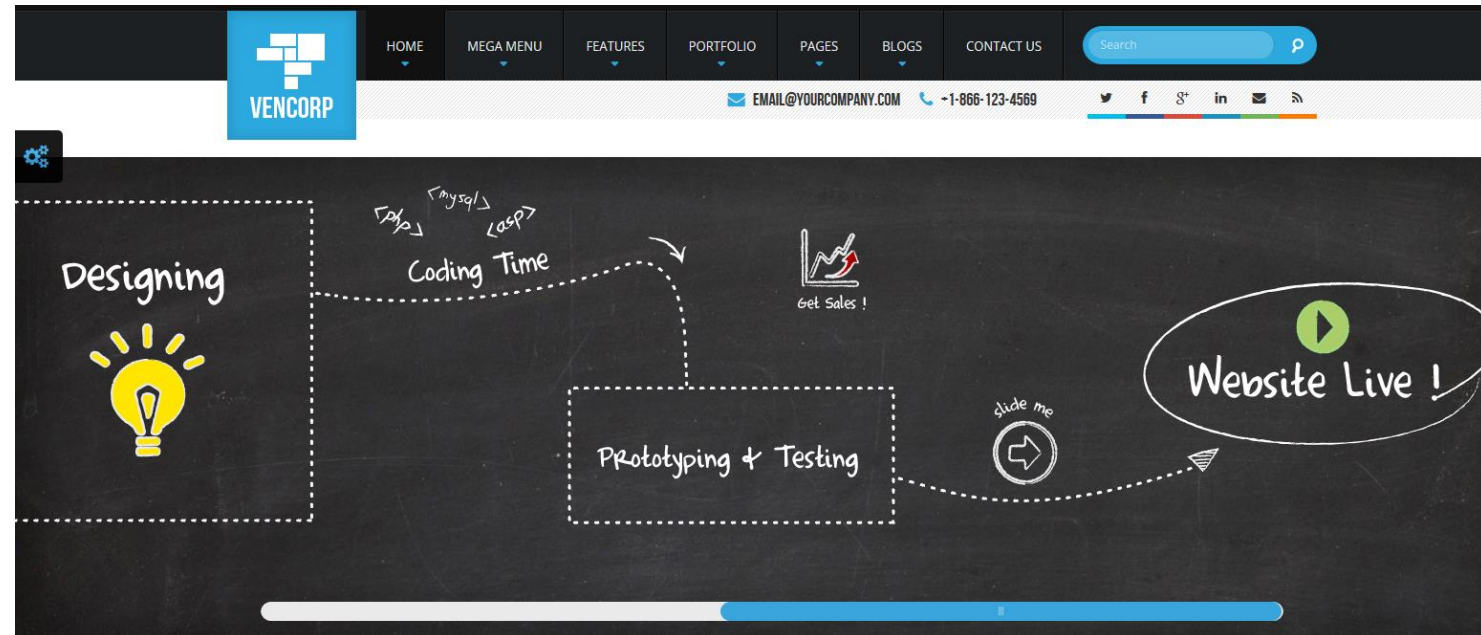 HOME MEGA MENU FEATURES PORTFOLIO PAGES BLOGS CONTACT US Search
VENCORP
EMAIL@YOURCOMPANY.COM +1-866-123-4569 f g+ in
<mysql>
<php> <asp>
Coding Time
Designing
Get Sales !
Website Live !
slide me
Prototyping & Testing